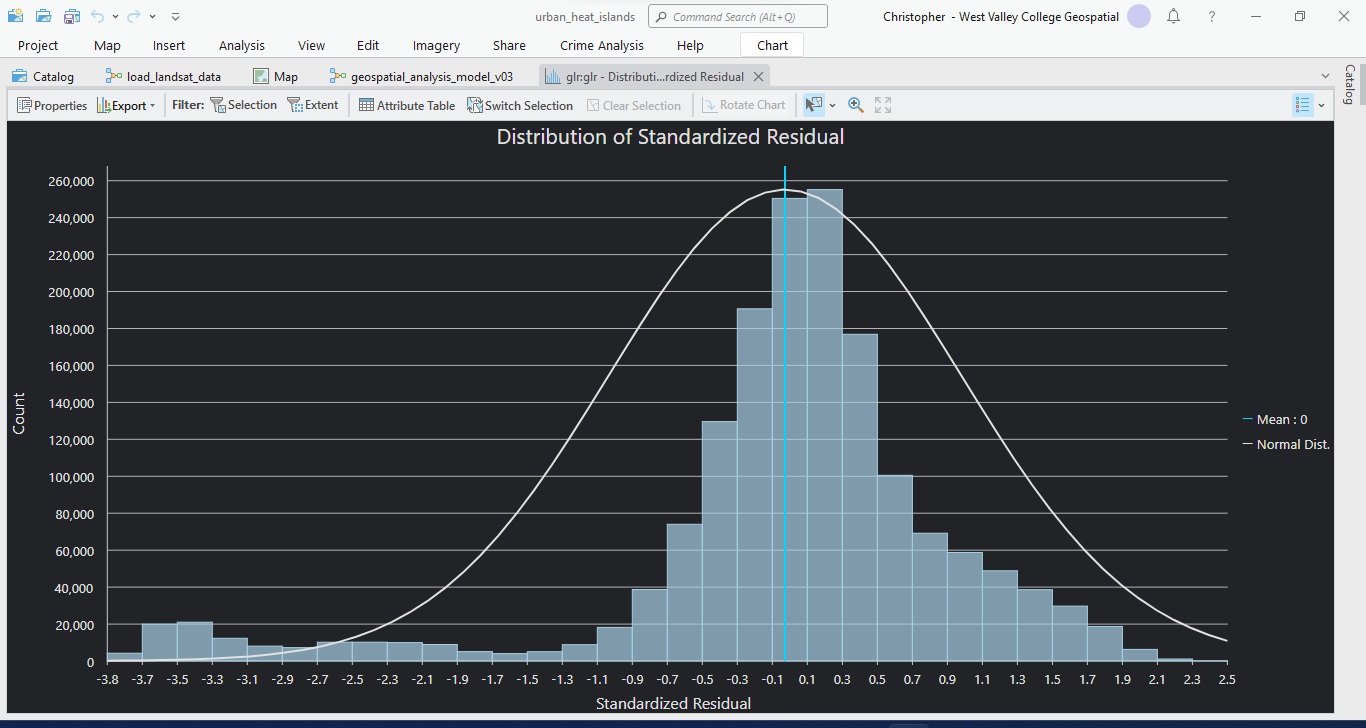 urban_heat_islands
Command Search (Alt+Q)
Christopher - West Valley College Geospatial
?
Project Map Insert Analysis View Edit Imagery Share Crime Analysis Help Chart
Catalog load_landsat_data Map geospatial_analysis_model_v03 glr:glr - Distributi...rdized Residual
Catalog
Properties Export Filter: Selection Extent Attribute Table Switch Selection Clear Selection Rotate Chart
Distribution of Standardized Residual
260,000
240,000
220,000
200,000
180,000
160,000
140,000
120,000
100,000
80,000
60,000
40,000
20,000
0
Count
Mean : 0
Normal Dist.
-3.8 -3.7 -3.5 -3.3 -3.1 -2.9 -2.7 -2.5 -2.3 -2.1 -1.9 -1.7 -1.5 -1.3 -1.1 -0.9 -0.7 -0.5 -0.3 -0.1 0.1 0.3 0.5 0.7 0.9 1.1 1.3 1.5 1.7 1.9 2.1 2.3 2.5
Standardized Residual